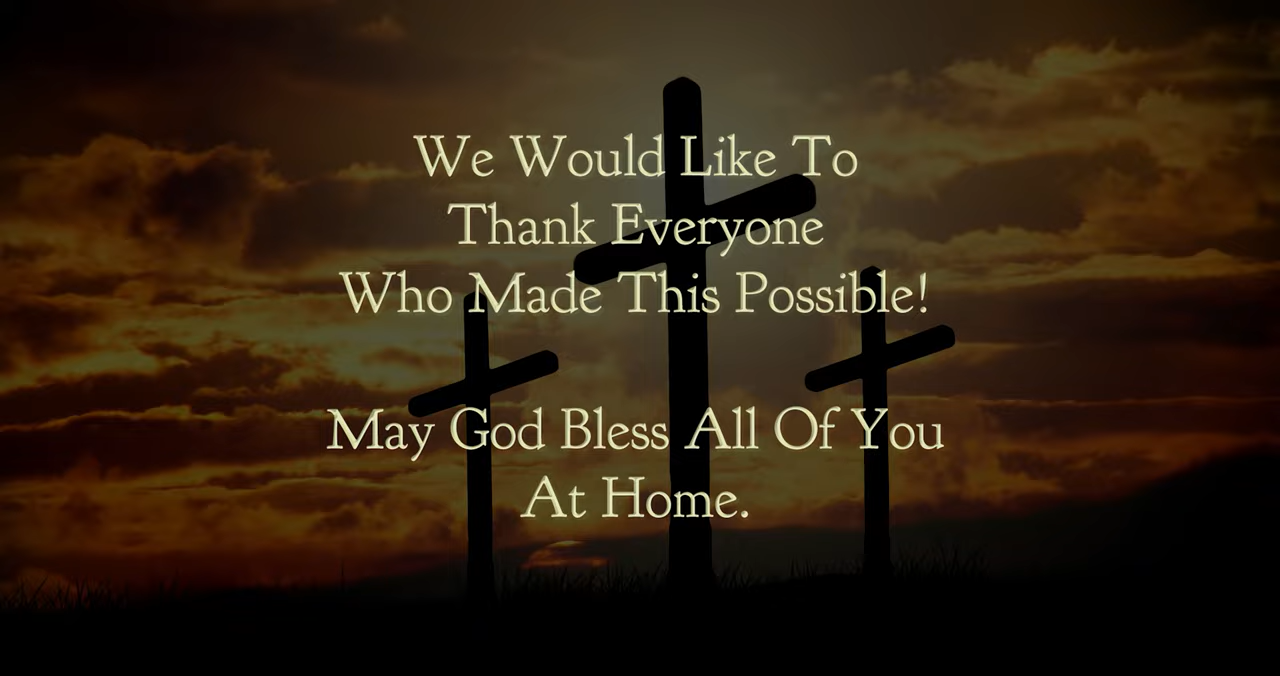 We Would Like To
Thank Everyone
Who Made This Possible!
May God Bless All Of You
At Home.